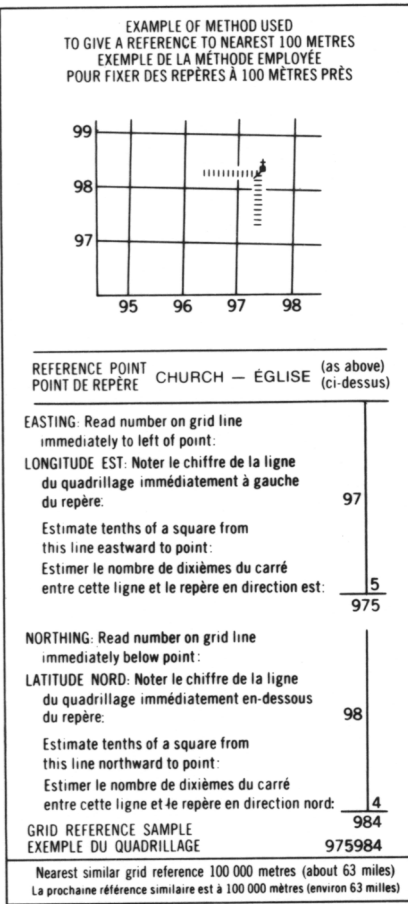 EXAMPLE OF METHOD USED
TO GIVE A REFERENCE TO NEAREST 100 METRES
EXEMPLE DE LA MÉTHODE EMPLOYÉE
POUR FIXER DES REPÈRES À 100 MÈTRES PRÈS
99
98
97
95 96 97 98
REFERENCE POINT
POINT DE REPÈRE
CHURCH — ÉGLISE
(as above)
(ci-dessus)
EASTING: Read number on grid line
immediately to left of point:
LONGITUDE EST: Noter le chiffre de la ligne
du quadrillage immédiatement à gauche
du repère: 97
Estimate tenths of a square from
this line eastward to point:
Estimer le nombre de dixièmes du carré
entre cette ligne et le repère en direction est: 5
975
NORTHING: Read number on grid line
immediately below point:
LATITUDE NORD: Noter le chiffre de la ligne
du quadrillage immédiatement en-dessous
du repère: 98
Estimate tenths of a square from
this line northward to point:
Estimer le nombre de dixièmes du carré
entre cette ligne et le repère en direction nord: 4
984
GRID REFERENCE SAMPLE
EXEMPLE DU QUADRILLAGE 975984
Nearest similar grid reference 100 000 metres (about 63 miles)
La prochaine référence similaire est à 100 000 mètres (environ 63 milles)